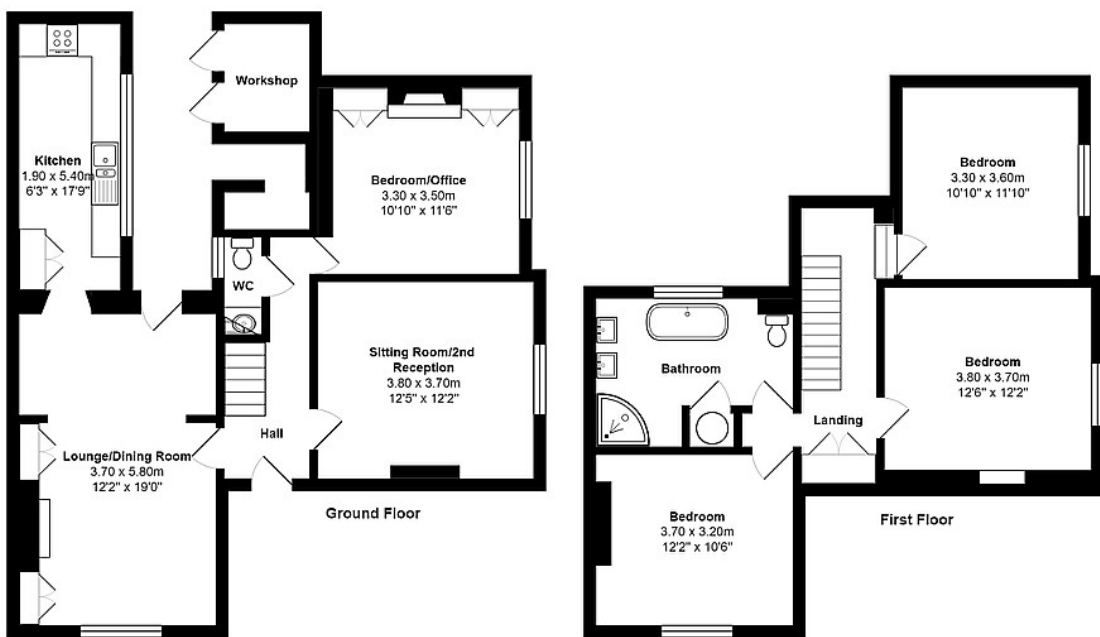 Kitchen
1.90 x 5.40m
6'3" x 17'9"
Workshop
Bedroom/Office
3.30 x 3.50m
10'10" x 11'6"
WC
Sitting Room/2nd
Reception
3.80 x 3.70m
12'5" x 12'2"
Hall
Lounge/Dining Room
3.70 x 5.80m
12'2" x 19'0"
Ground Floor
Bedroom
3.30 x 3.60m
10'10" x 11'10"
Bathroom
Bedroom
3.80 x 3.70m
12'6" x 12'2"
Landing
Bedroom
3.70 x 3.20m
12'2" x 10'6"
First Floor